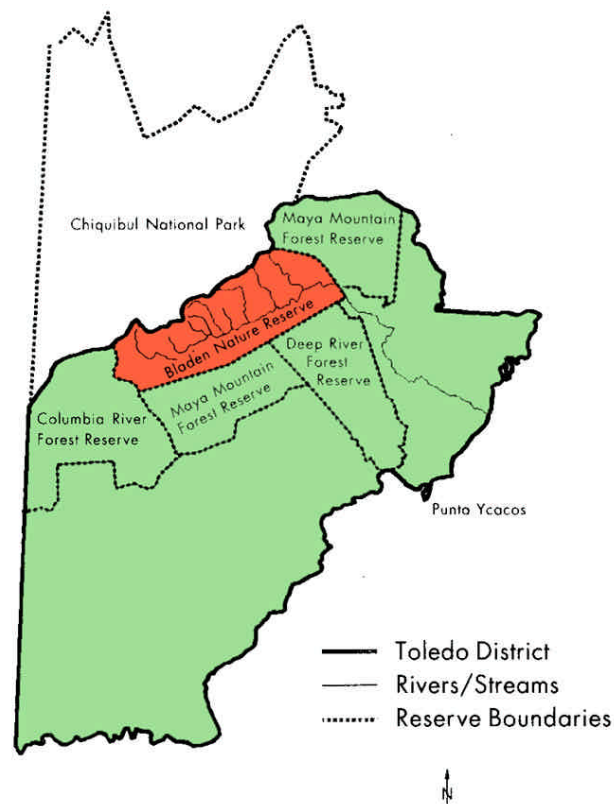 Chiquibul National Park
Maya Mountain
Forest Reserve
Bladen Nature Reserve
Deep River
Forest
Reserve
Maya Mountain
Forest Reserve
Columbia River
Forest Reserve
Punta Ycacos
Toledo District
Rivers/Streams
Reserve Boundaries
N